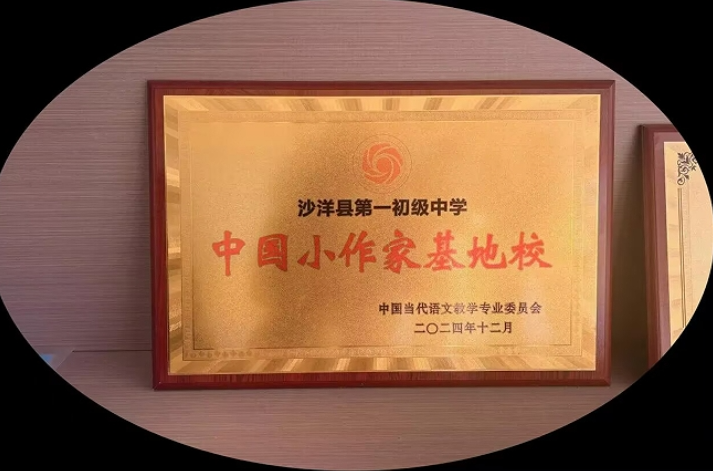 沙洋县第一初级中学
中国小作家基地校
中国当代语文教学专业委员会
二〇二四年十二月